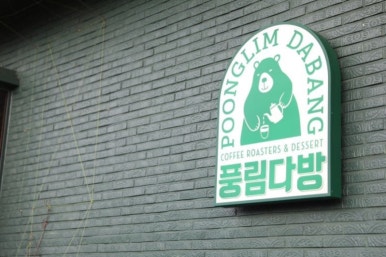 POONGLIM DABANG
COFFEE ROASTERS & DESSERT
풍림다방